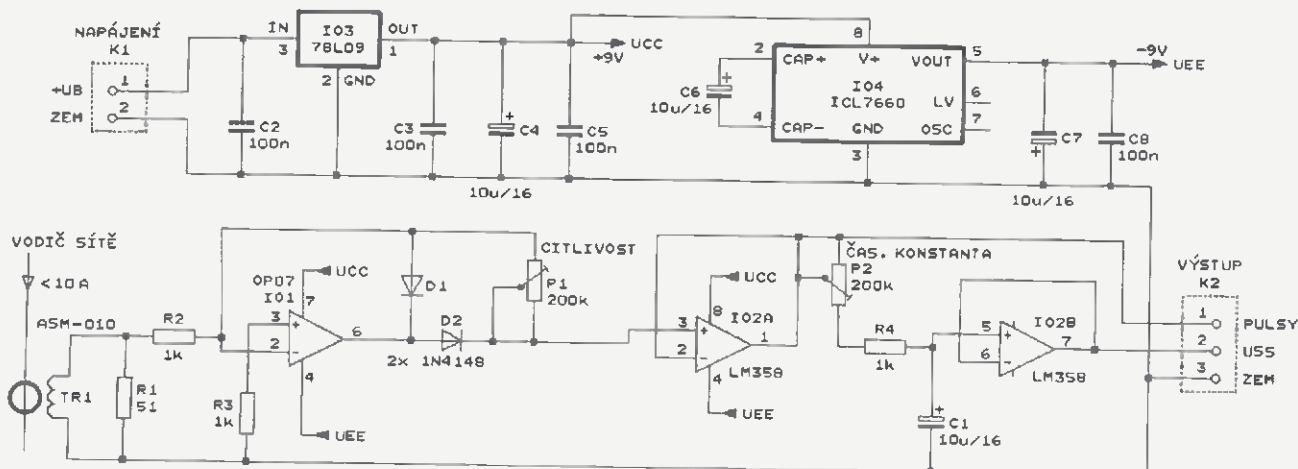 NAPÁJENÍ
K1
+UB
1
ZEM
2
IN
3
IO3
78L09
OUT
1
2
GND
C2
100n
C3
100n
C4
10u/16
C5
100n
UCC
+9V
8
2
CAP+
V+
VOUT
5
IO4
ICL7660
LV
6
4
CAP-
GND
OSC
7
3
C6
10u/16
-9V
UEE
C7
10u/16
C8
100n
VODIČ SÍTĚ
<10A
ASM-010
TR1
R1
51
R2
1k
R3
1k
OP07
IO1
UCC
7
3
2
6
4
UEE
D1
D2
2x 1N4148
CITLIVOST
P1
200k
UCC
8
3
2
1
IO2A
LM358
4
UEE
ČAS. KONSTANTA
P2
200k
R4
1k
C1
10u/16
5
6
7
IO2B
LM358
VÝSTUP
K2
1
PULSY
2
USS
3
ZEM